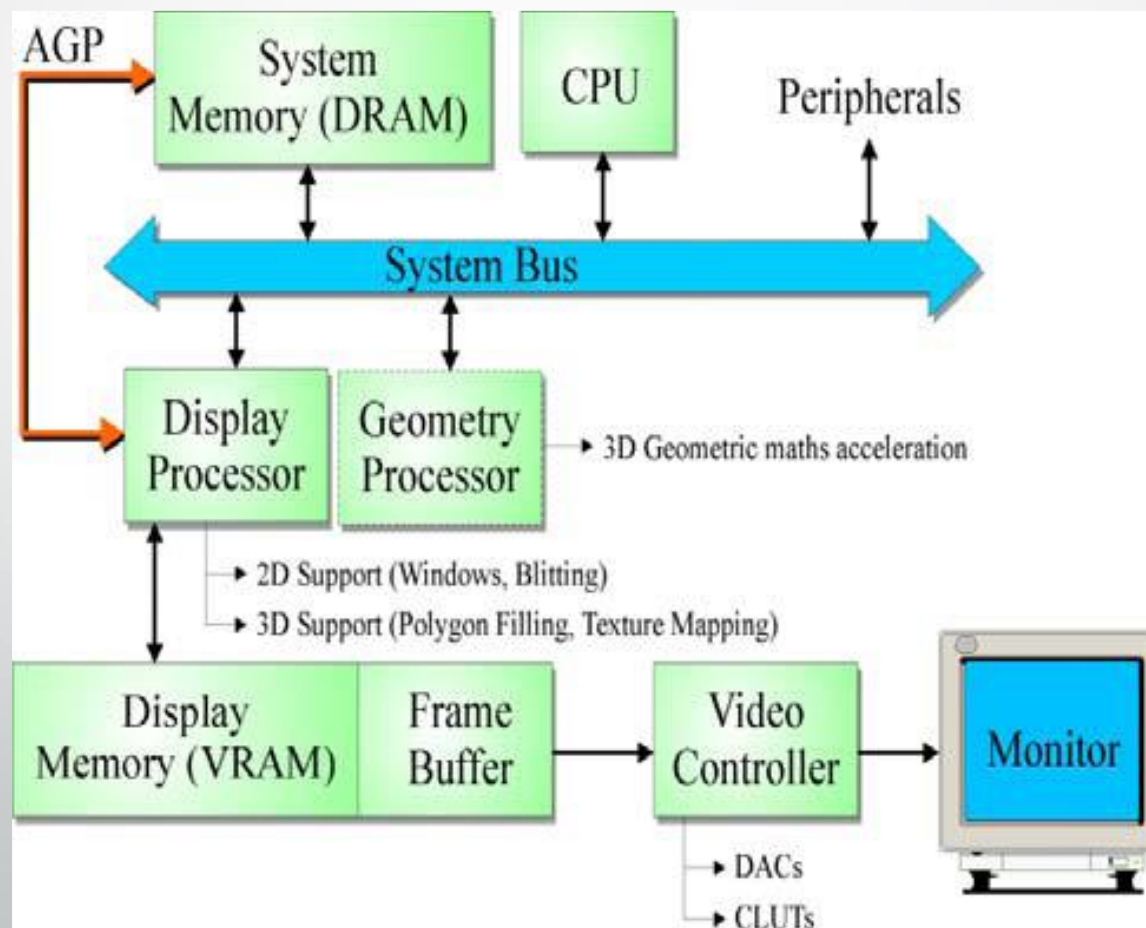 AGP
System
Memory (DRAM)
CPU
Peripherals
System Bus
Display
Processor
Geometry
Processor
3D Geometric maths acceleration
2D Support (Windows, Blitting)
3D Support (Polygon Filling, Texture Mapping)
Display
Memory (VRAM)
Frame
Buffer
Video
Controller
Monitor
DACs
CLUTs